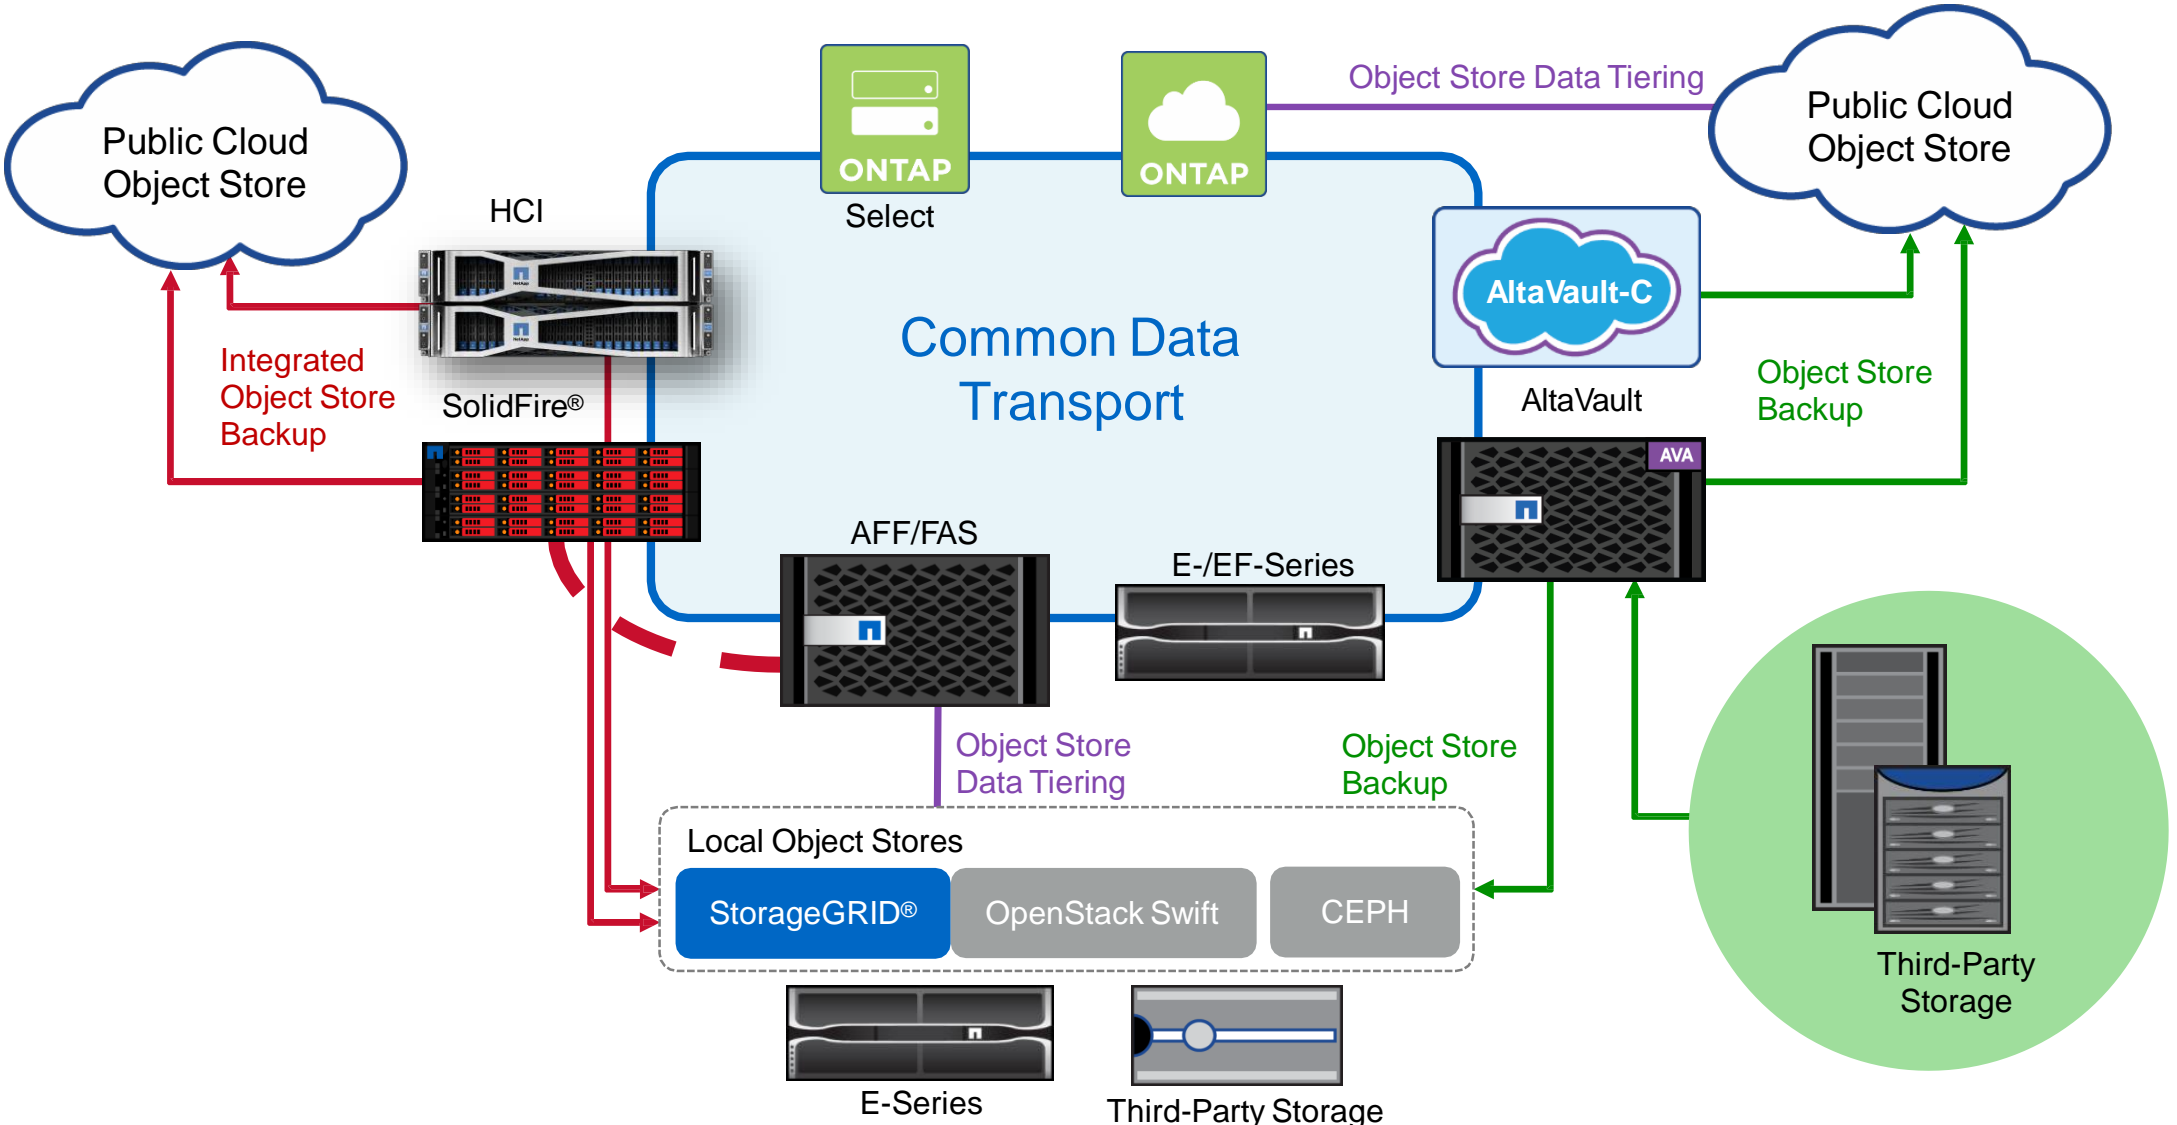 Public Cloud
Object Store
HCI
ONTAP
Select
ONTAP
Object Store Data Tiering
Public Cloud
Object Store
Integrated
Object Store
Backup
SolidFire®
NetApp
NetApp
Common Data
Transport
AltaVault-C
AltaVault
Object Store
Backup
AVA
AFF/FAS
E-/EF-Series
Object Store
Data Tiering
Object Store
Backup
Local Object Stores
StorageGRID®
OpenStack Swift
CEPH
Third-Party
Storage
E-Series
Third-Party Storage